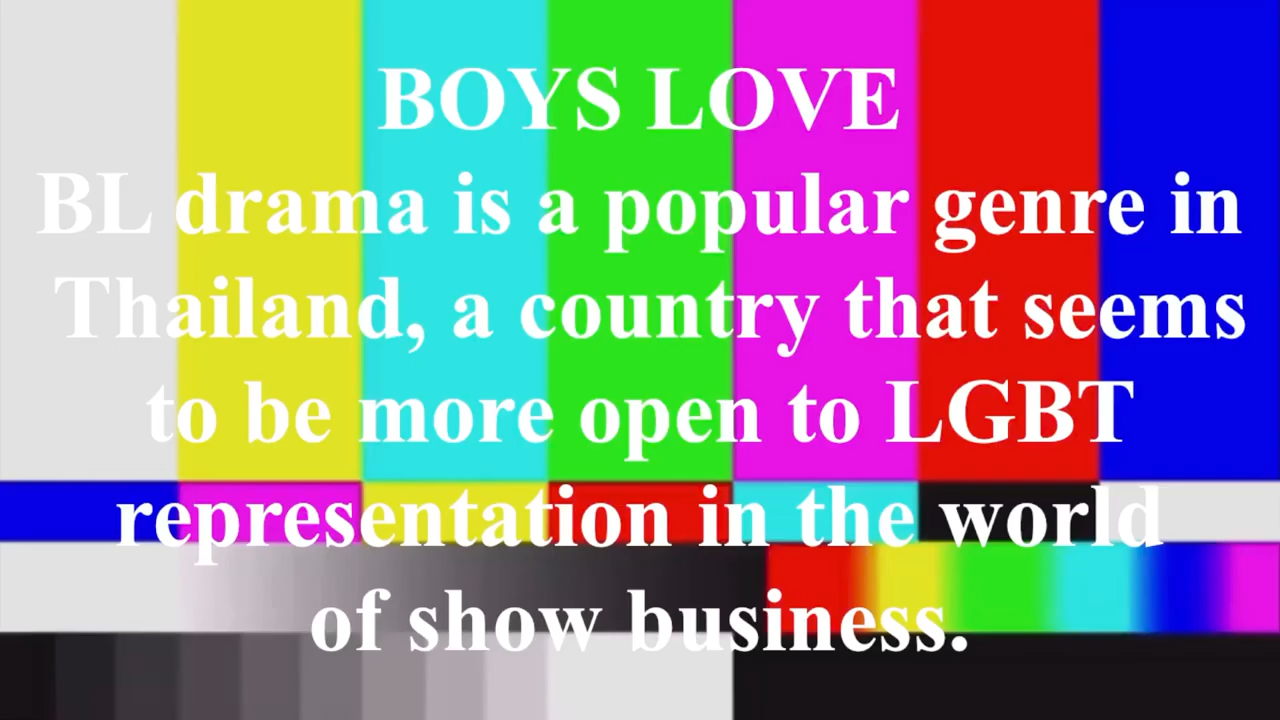 BOYS LOVE
BL drama is a popular genre in
Thailand, a country that seems
to be more open to LGBT
representation in the world
of show business.